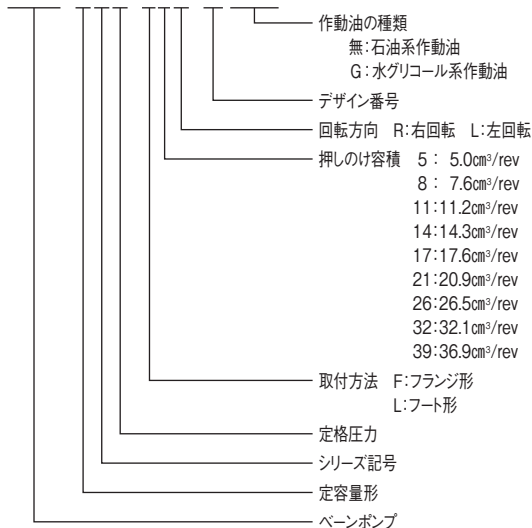 作動油の種類
無:石油系作動油
G:水グリコール系作動油
デザイン番号
回転方向 R:右回転 L:左回転
押しのけ容積 5: 5.0cm³/rev
8: 7.6cm³/rev
11:11.2cm³/rev
14:14.3cm³/rev
17:17.6cm³/rev
21:20.9cm³/rev
26:26.5cm³/rev
32:32.1cm³/rev
39:36.9cm³/rev
取付方法 F:フランジ形
L:フート形
定格圧力
シリーズ記号
定容量形
ベーンポンプ